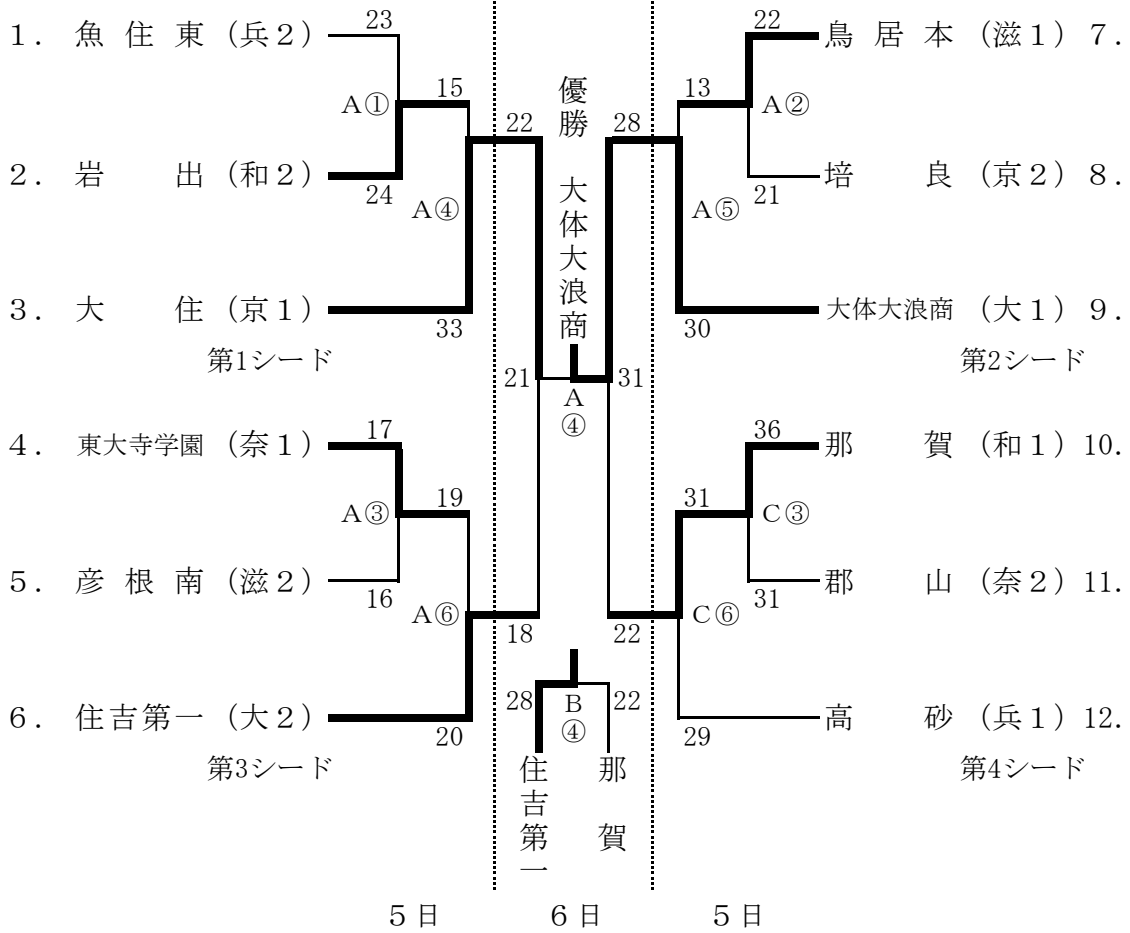 23
22
1. 魚住東 (兵2)
鳥居本 (滋1) 7.
15
13
A①
A②
優勝 大体大浪商
22
28
2. 岩出 (和2)
培良 (京2) 8.
24
21
A④
A⑤
3. 大住 (京1)
大体大浪商 (大1) 9.
33
30
第1シード
第2シード
21
31
A
④
17
36
4. 東大寺学園 (奈1)
那賀 (和1) 10.
19
31
A③
C③
5. 彦根南 (滋2)
郡山 (奈2) 11.
16
31
A⑥
C⑥
18
22
28
B
④
22
6. 住吉第一 (大2)
高砂 (兵1) 12.
20
29
第3シード
第4シード
住吉第一
那賀
5日
6日
5日